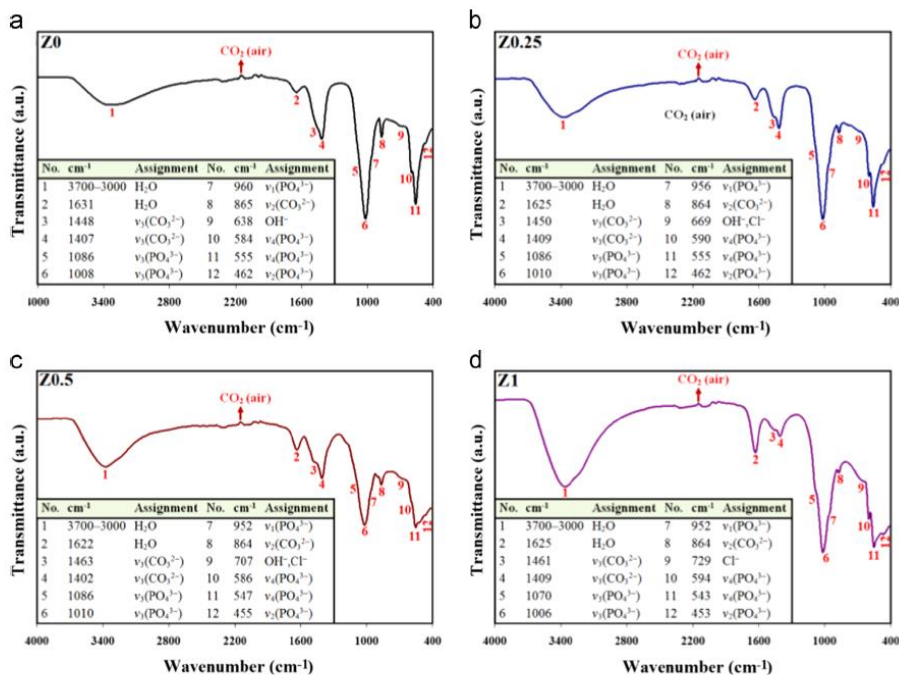 a
Z0
CO₂ (air)
1
2
3
4
5
6
7
8
9
10
11
12
No. cm⁻¹ Assignment No. cm⁻¹ Assignment
1 3700–3000 H₂O 7 960 ν₁(PO₄³⁻)
2 1631 H₂O 8 865 ν₂(CO₃²⁻)
3 1448 ν₃(CO₃²⁻) 9 638 OH⁻
4 1407 ν₃(CO₃²⁻) 10 584 ν₄(PO₄³⁻)
5 1086 ν₃(PO₄³⁻) 11 555 ν₄(PO₄³⁻)
6 1008 ν₃(PO₄³⁻) 12 462 ν₂(PO₄³⁻)
4000 3400 2800 2200 1600 1000 400
Wavenumber (cm⁻¹)
Transmittance (a.u.)
b
Z0.25
CO₂ (air)
CO₂ (air)
1
2
3
4
5
6
7
8
9
10
11
12
No. cm⁻¹ Assignment No. cm⁻¹ Assignment
1 3700–3000 H₂O 7 956 ν₁(PO₄³⁻)
2 1625 H₂O 8 864 ν₂(CO₃²⁻)
3 1450 ν₃(CO₃²⁻) 9 669 OH⁻,Cl⁻
4 1409 ν₃(CO₃²⁻) 10 590 ν₄(PO₄³⁻)
5 1086 ν₃(PO₄³⁻) 11 555 ν₄(PO₄³⁻)
6 1010 ν₃(PO₄³⁻) 12 462 ν₂(PO₄³⁻)
4000 3400 2800 2200 1600 1000 400
Wavenumber (cm⁻¹)
Transmittance (a.u.)
c
Z0.5
CO₂ (air)
1
2
3
4
5
6
7
8
9
10
11
12
No. cm⁻¹ Assignment No. cm⁻¹ Assignment
1 3700–3000 H₂O 7 952 ν₁(PO₄³⁻)
2 1622 H₂O 8 864 ν₂(CO₃²⁻)
3 1463 ν₃(CO₃²⁻) 9 707 OH⁻,Cl⁻
4 1402 ν₃(CO₃²⁻) 10 586 ν₄(PO₄³⁻)
5 1086 ν₃(PO₄³⁻) 11 547 ν₄(PO₄³⁻)
6 1010 ν₃(PO₄³⁻) 12 455 ν₂(PO₄³⁻)
4000 3400 2800 2200 1600 1000 400
Wavenumber (cm⁻¹)
Transmittance (a.u.)
d
Z1
CO₂ (air)
1
2
3
4
5
6
7
8
9
10
11
12
No. cm⁻¹ Assignment No. cm⁻¹ Assignment
1 3700–3000 H₂O 7 952 ν₁(PO₄³⁻)
2 1625 H₂O 8 864 ν₂(CO₃²⁻)
3 1461 ν₃(CO₃²⁻) 9 729 Cl⁻
4 1409 ν₃(CO₃²⁻) 10 594 ν₄(PO₄³⁻)
5 1070 ν₃(PO₄³⁻) 11 543 ν₄(PO₄³⁻)
6 1006 ν₃(PO₄³⁻) 12 453 ν₂(PO₄³⁻)
4000 3400 2800 2200 1600 1000 400
Wavenumber (cm⁻¹)
Transmittance (a.u.)